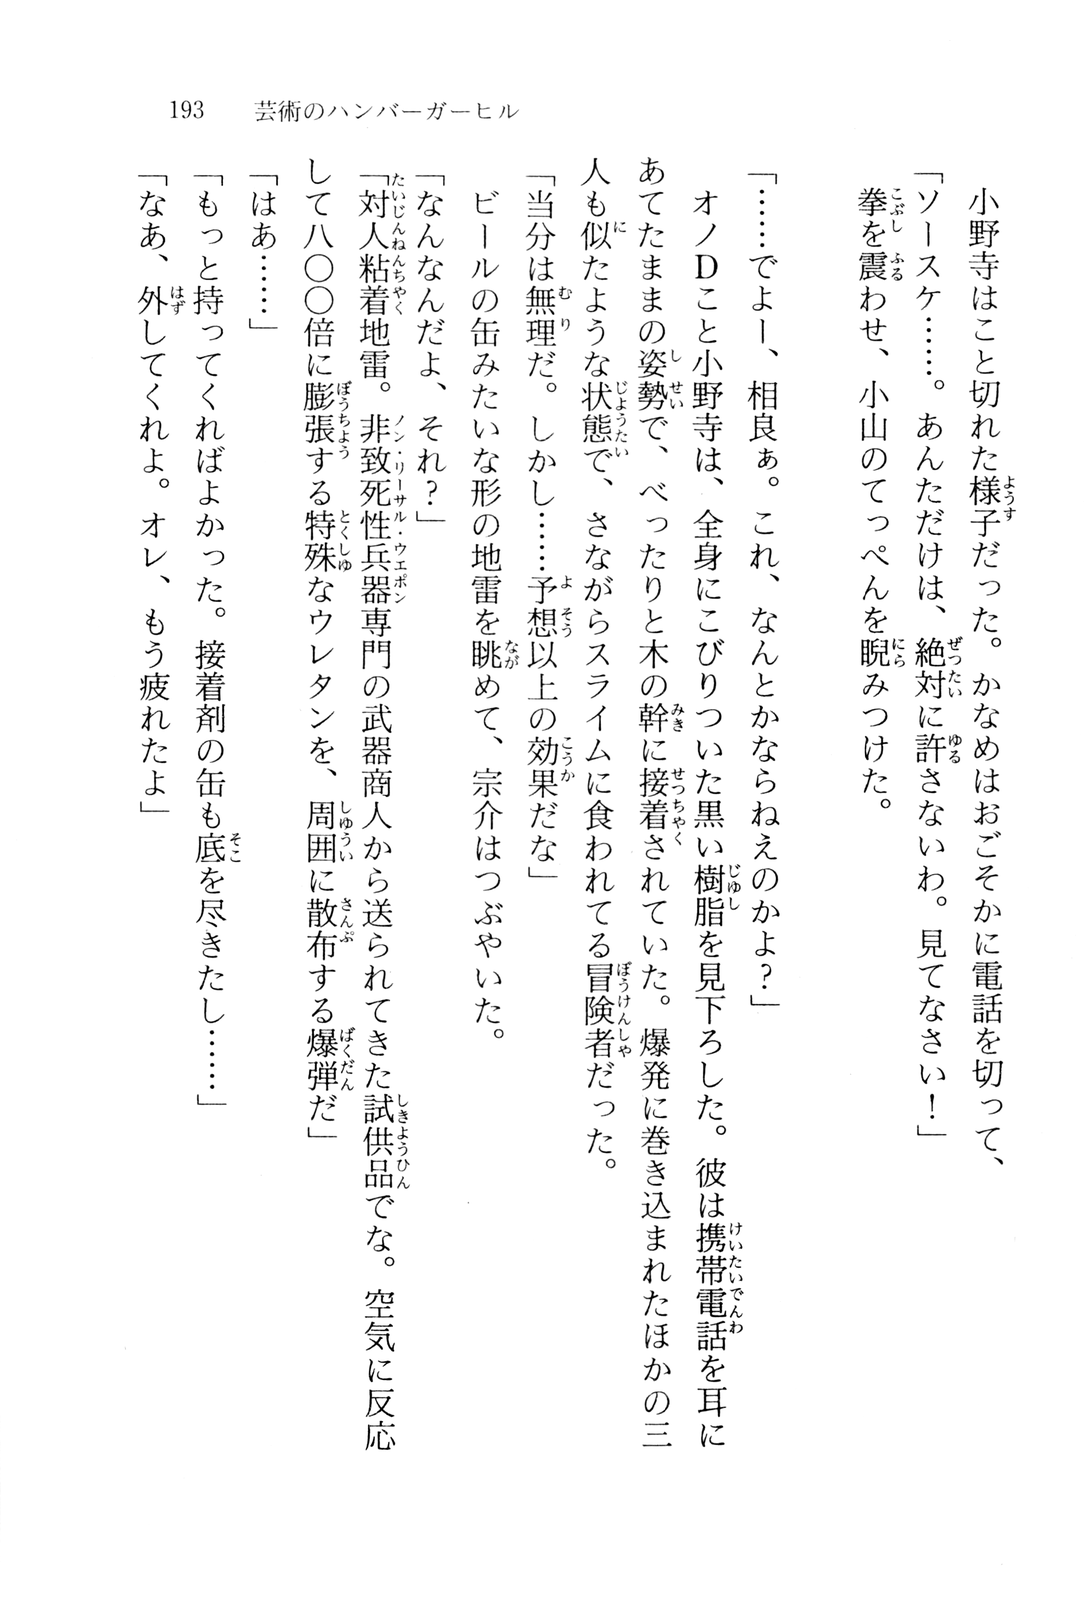 193　芸術のハンバーガーヒル
　小野寺はこと切れた様子だった。かなめはおごそかに電話を切って、
「ソースケ……。あんただけは、絶対に許さないわ。見てなさい！」
　拳を震わせ、小山のてっぺんを睨みつけた。
「……でよー、相良ぁ。これ、なんとかならねえのかよ？」
　オノDこと小野寺は、全身にこびりついた黒い樹脂を見下ろした。彼は携帯電話を耳に
あてたままの姿勢で、べったりと木の幹に接着されていた。爆発に巻き込まれたほかの三
人も似たような状態で、さながらスライムに食われてる冒険者だった。
「当分は無理だ。しかし……予想以上の効果だな」
　ビールの缶みたいな形の地雷を眺めて、宗介はつぶやいた。
「なんなんだよ、それ？」
「対人粘着地雷。非致死性兵器専門の武器商人から送られてきた試供品でな。空気に反応
して八〇〇倍に膨張する特殊なウレタンを、周囲に散布する爆弾だ」
「はあ……」
「もっと持ってくればよかった。接着剤の缶も底を尽きたし……」
「なあ、外してくれよ。オレ、もう疲れたよ」